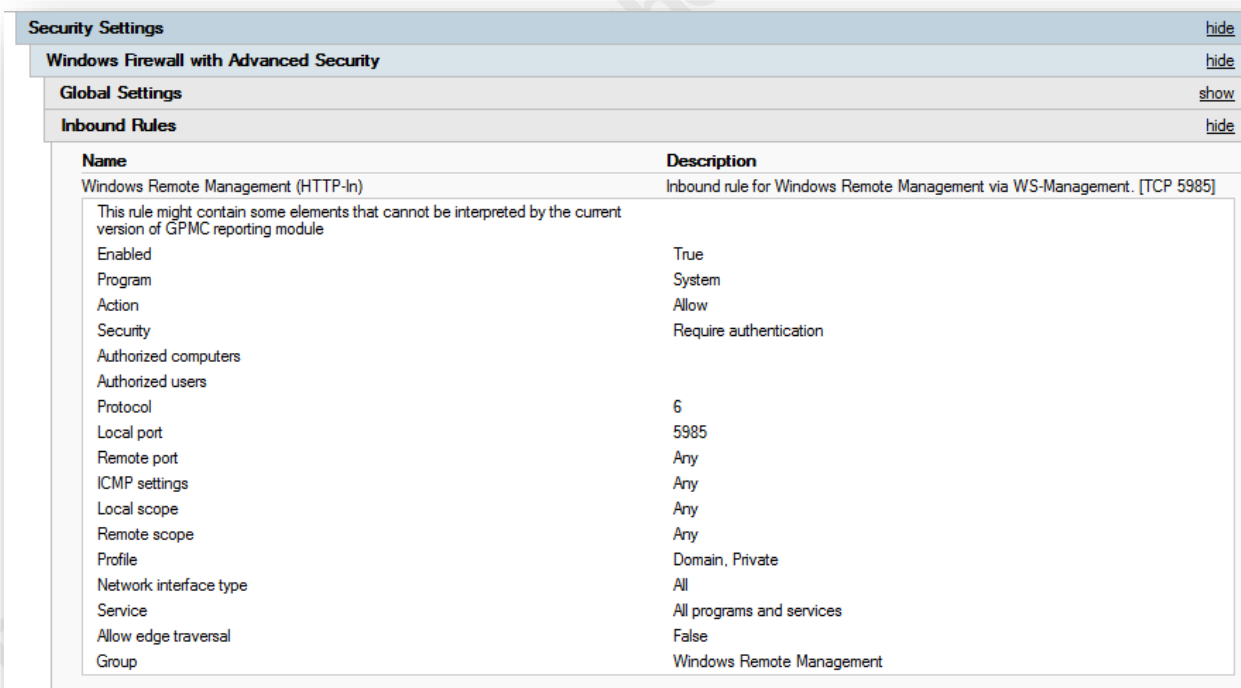 Security Settings hide
Windows Firewall with Advanced Security hide
Global Settings show
Inbound Rules hide
Name Description
Windows Remote Management (HTTP-In) Inbound rule for Windows Remote Management via WS-Management. [TCP 5985]
This rule might contain some elements that cannot be interpreted by the current
version of GPMC reporting module
Enabled True
Program System
Action Allow
Security Require authentication
Authorized computers
Authorized users
Protocol 6
Local port 5985
Remote port Any
ICMP settings Any
Local scope Any
Remote scope Any
Profile Domain, Private
Network interface type All
Service All programs and services
Allow edge traversal False
Group Windows Remote Management